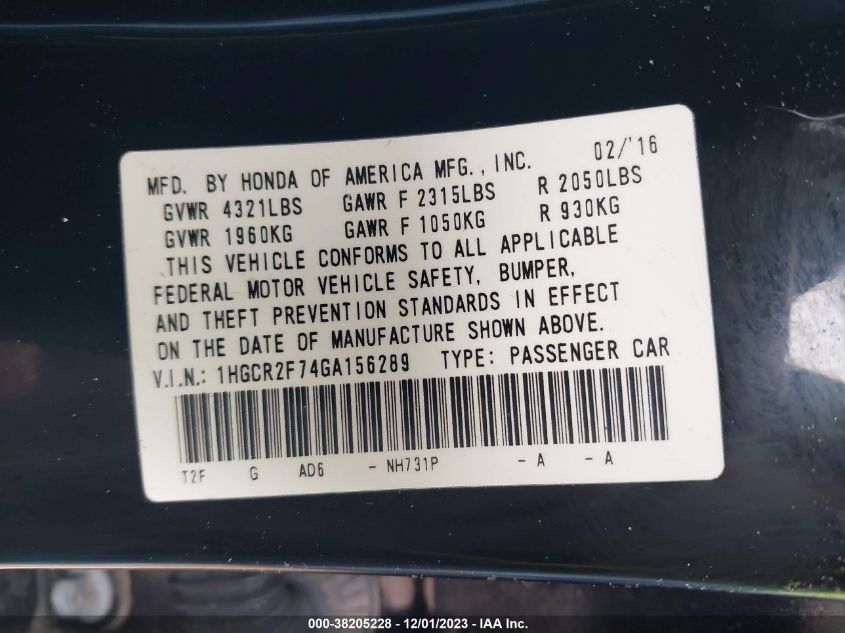 MFD. BY HONDA OF AMERICA MFG., INC. 02/'16
GVWR 4321LBS GAWR F 2315LBS R 2050LBS
GVWR 1960KG GAWR F 1050KG R 930KG
THIS VEHICLE CONFORMS TO ALL APPLICABLE
FEDERAL MOTOR VEHICLE SAFETY, BUMPER,
AND THEFT PREVENTION STANDARDS IN EFFECT
ON THE DATE OF MANUFACTURE SHOWN ABOVE.
V.I.N.: 1HGCR2F74GA156289 TYPE: PASSENGER CAR
T2F G AD6 - NH731P - A - A
000-38205228 - 12/01/2023 - IAA Inc.